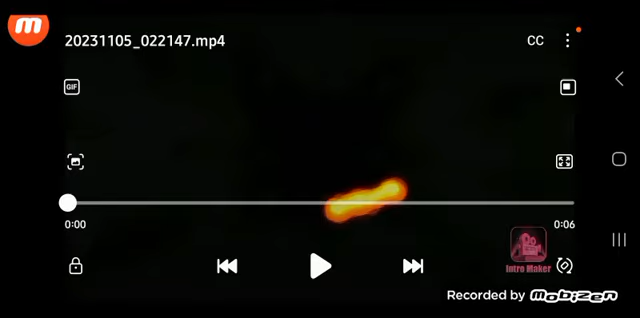 20231105_022147.mp4
CC
GIF
0:00
0:06
Intro Maker
Recorded by mobizen